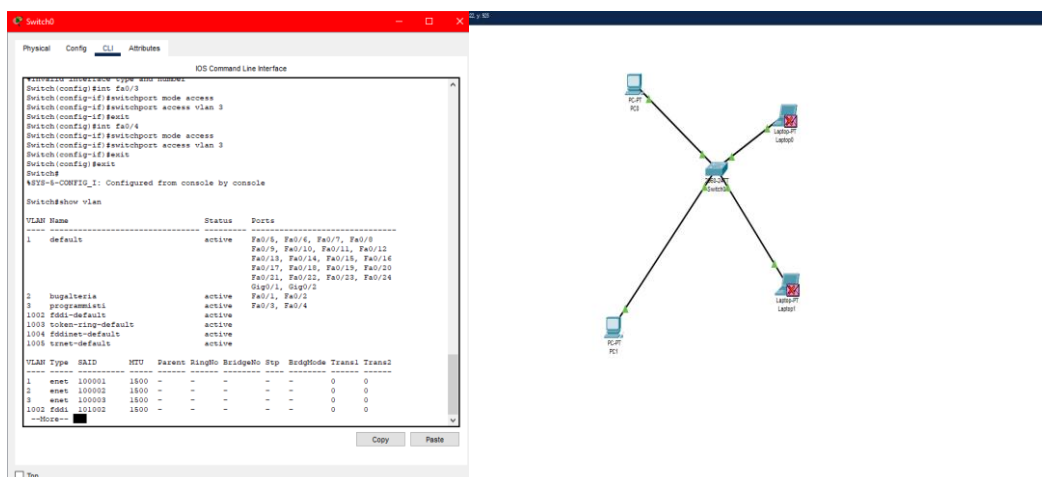 Switch0
Physical Config CLI Attributes
IOS Command Line Interface
%Invalid interface type and number
Switch(config)#int fa0/3
Switch(config-if)#switchport mode access
Switch(config-if)#switchport access vlan 3
Switch(config-if)#exit
Switch(config)#int fa0/4
Switch(config-if)#switchport mode access
Switch(config-if)#switchport access vlan 3
Switch(config-if)#exit
Switch(config)#exit
Switch#
%SYS-5-CONFIG_I: Configured from console by console
Switch#show vlan
VLAN Name Status Ports
---- -------------------------------- --------- -------------------------------
1 default active Fa0/5, Fa0/6, Fa0/7, Fa0/8
Fa0/9, Fa0/10, Fa0/11, Fa0/12
Fa0/13, Fa0/14, Fa0/15, Fa0/16
Fa0/17, Fa0/18, Fa0/19, Fa0/20
Fa0/21, Fa0/22, Fa0/23, Fa0/24
Gig0/1, Gig0/2
2 bugalteria active Fa0/1, Fa0/2
3 programmisti active Fa0/3, Fa0/4
1002 fddi-default active
1003 token-ring-default active
1004 fddinet-default active
1005 trnet-default active
VLAN Type SAID MTU Parent RingNo BridgeNo Stp BrdgMode Trans1 Trans2
---- ----- ---------- ----- ------ ------ -------- ---- -------- ------ ------
1 enet 100001 1500 - - - - - 0 0
2 enet 100002 1500 - - - - - 0 0
3 enet 100003 1500 - - - - - 0 0
1002 fddi 101002 1500 - - - - - 0 0
--More--
Copy Paste
Top
PC-PT
PC0
Laptop-PT
Laptop0
Switch0
Laptop-PT
Laptop1
PC-PT
PC1